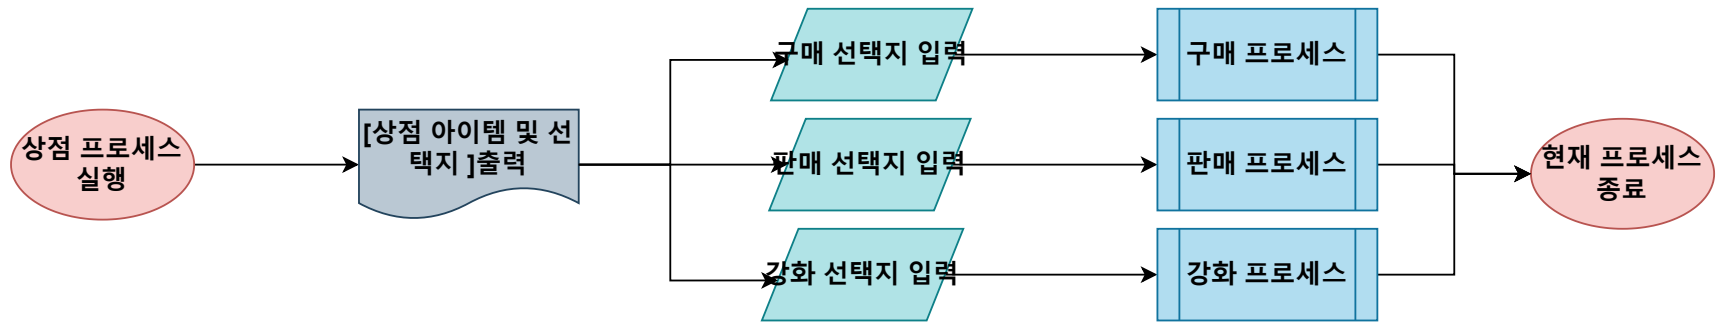 상점 프로세스
실행
[상점 아이템 및 선
택지 ]출력
구매 선택지 입력
구매 프로세스
판매 선택지 입력
판매 프로세스
강화 선택지 입력
강화 프로세스
현재 프로세스
종료